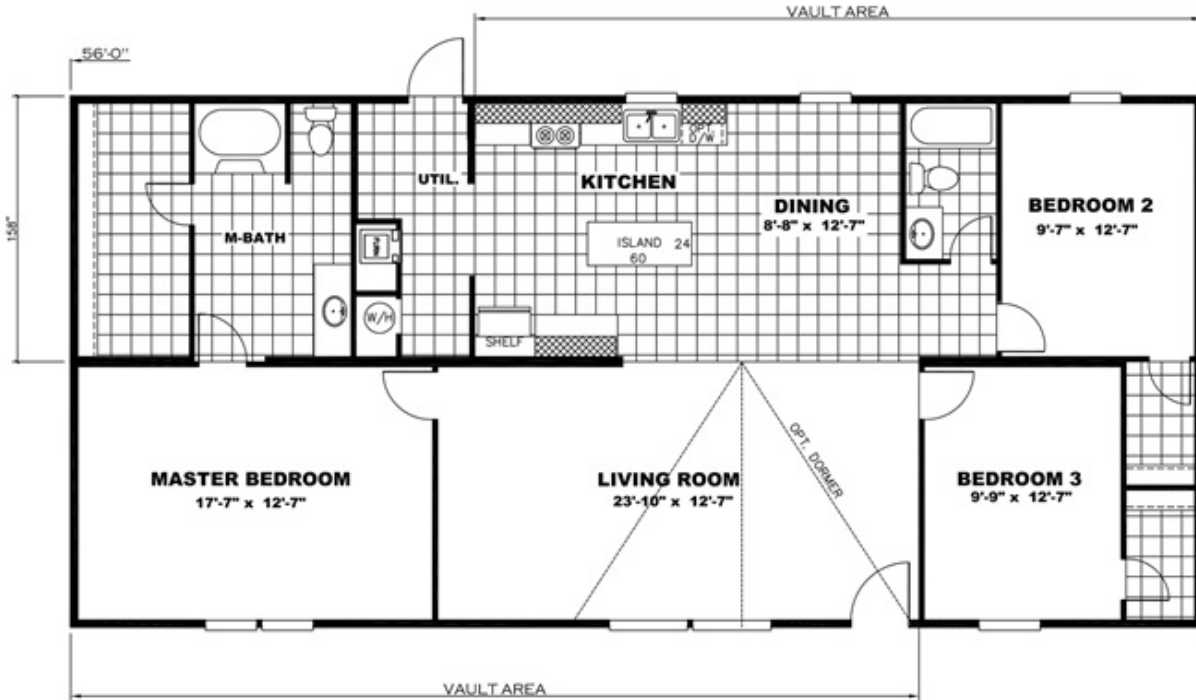 VAULT AREA
56'-0"
158"
UTIL.
M-BATH
FURN
W/H
KITCHEN
OPT
D/W
ISLAND 24
60
SHELF
DINING
8'-8" x 12'-7"
BEDROOM 2
9'-7" x 12'-7"
MASTER BEDROOM
17'-7" x 12'-7"
LIVING ROOM
23'-10" x 12'-7"
OPT. DORMER
BEDROOM 3
9'-9" x 12'-7"
VAULT AREA